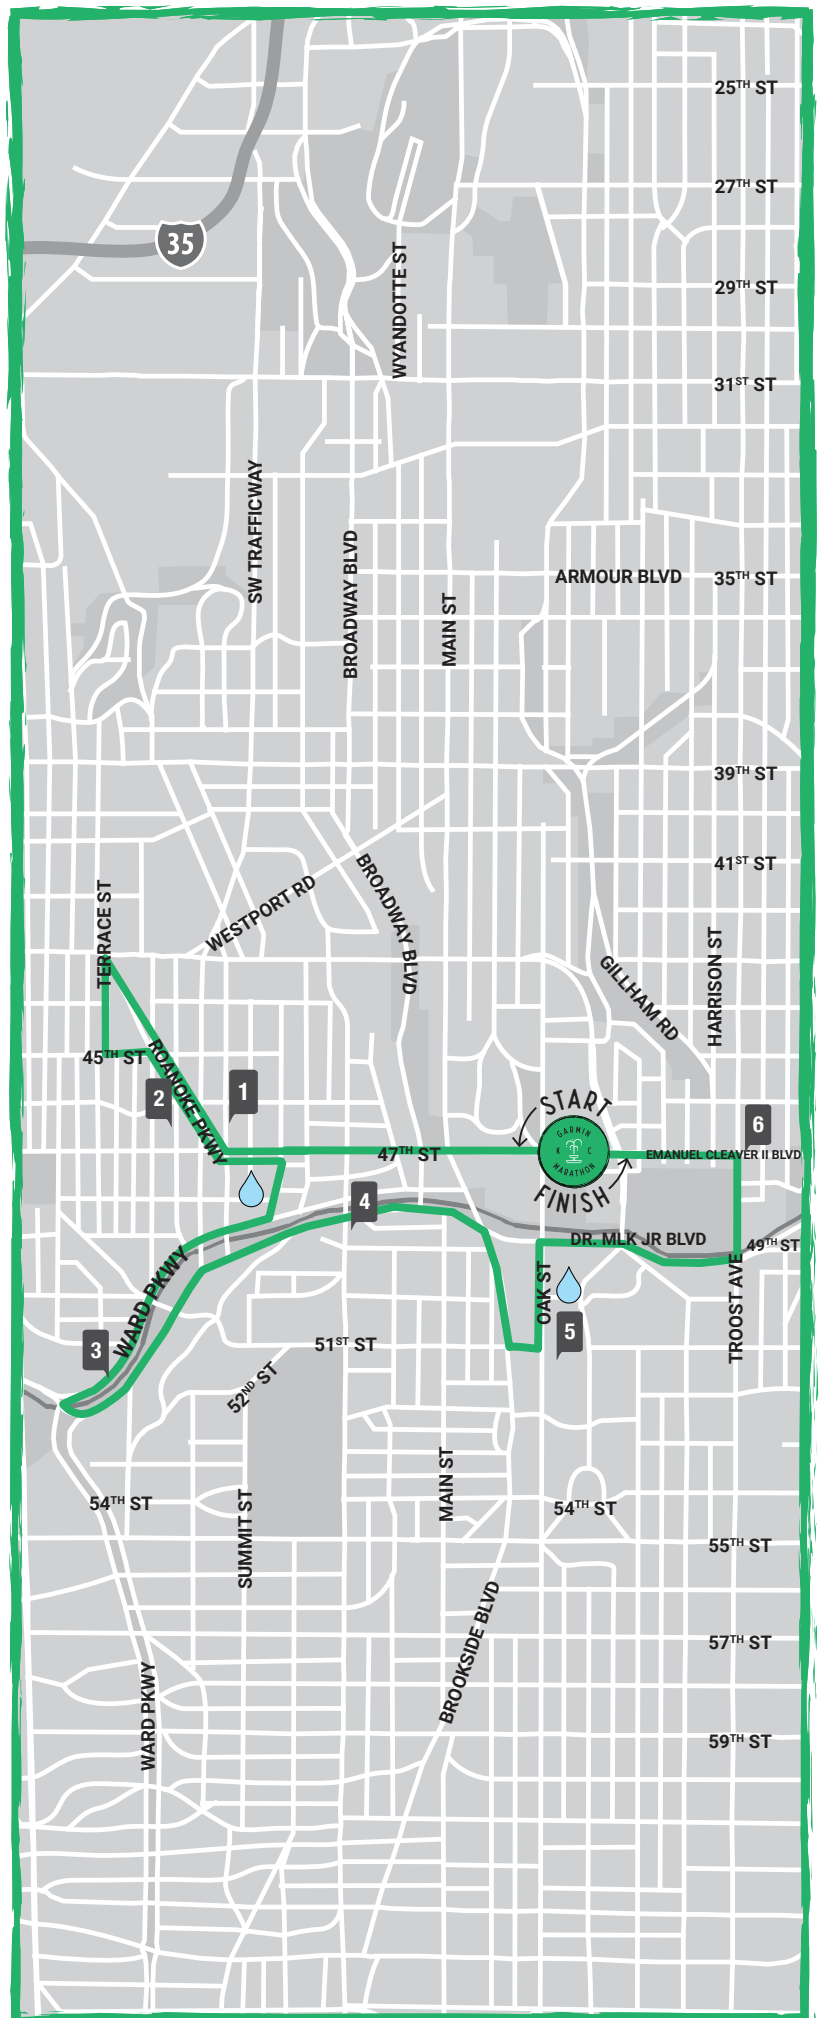 25TH ST
27TH ST
35
WYANDOTTE ST
29TH ST
31ST ST
SW TRAFFICWAY
BROADWAY BLVD
MAIN ST
ARMOUR BLVD
35TH ST
39TH ST
41ST ST
TERRACE ST
WESTPORT RD
BROADWAY BLVD
GILLHAM RD
HARRISON ST
45TH ST
ROANOKE PKWY
2
1
START
GARMIN
K C
MARATHON
FINISH
6
47TH ST
EMANUEL CLEAVER II BLVD
4
DR. MLK JR BLVD
49TH ST
WARD PKWY
OAK ST
TROOST AVE
3
5
51ST ST
52ND ST
MAIN ST
54TH ST
SUMMIT ST
54TH ST
55TH ST
BROOKSIDE BLVD
57TH ST
WARD PKWY
59TH ST